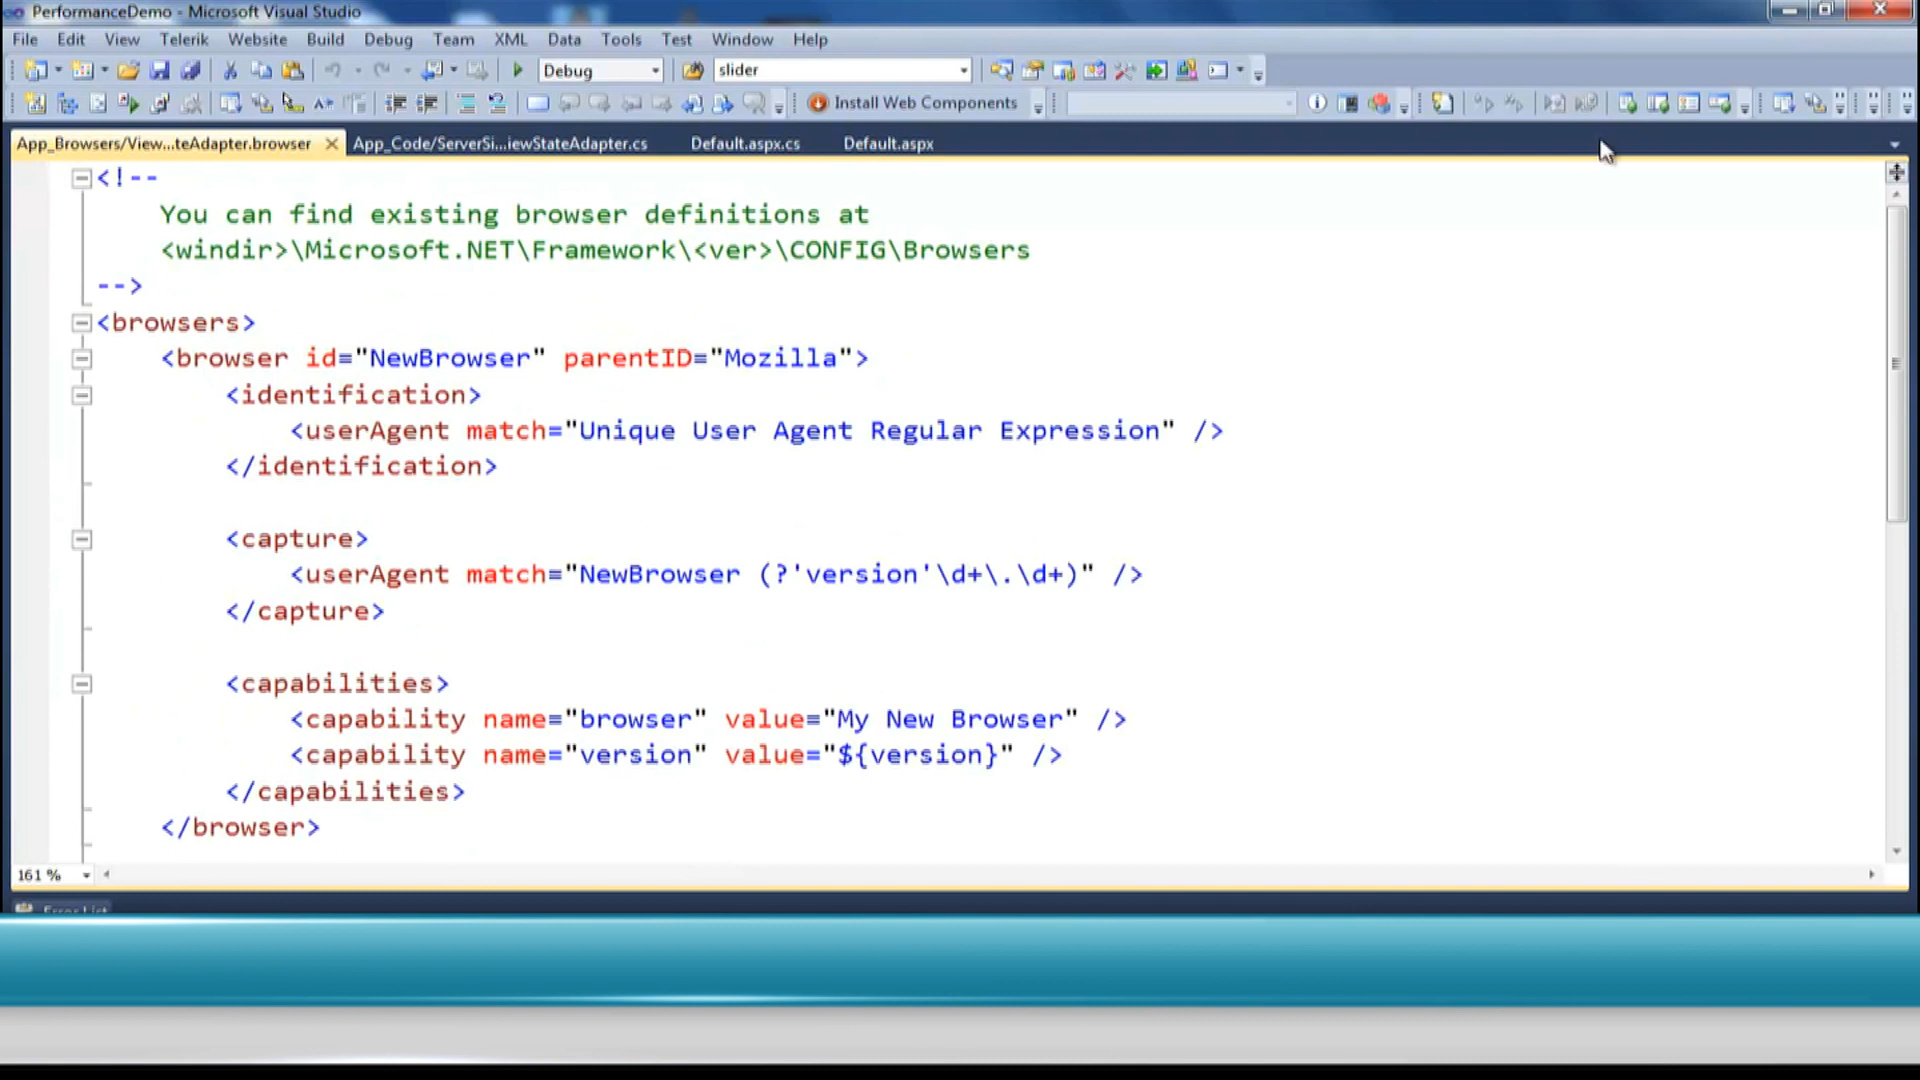 PerformanceDemo - Microsoft Visual Studio
File Edit View Telerik Website Build Debug Team XML Data Tools Test Window Help
Debug slider
Install Web Components
App_Browsers/View...teAdapter.browser App_Code/ServerSi...iewStateAdapter.cs Default.aspx.cs Default.aspx
<!--
You can find existing browser definitions at
<windir>\Microsoft.NET\Framework\<ver>\CONFIG\Browsers
-->
<browsers>
<browser id="NewBrowser" parentID="Mozilla">
<identification>
<userAgent match="Unique User Agent Regular Expression" />
</identification>
<capture>
<userAgent match="NewBrowser (?'version'\d+\.\d+)" />
</capture>
<capabilities>
<capability name="browser" value="My New Browser" />
<capability name="version" value="${version}" />
</capabilities>
</browser>
161 %
Error List